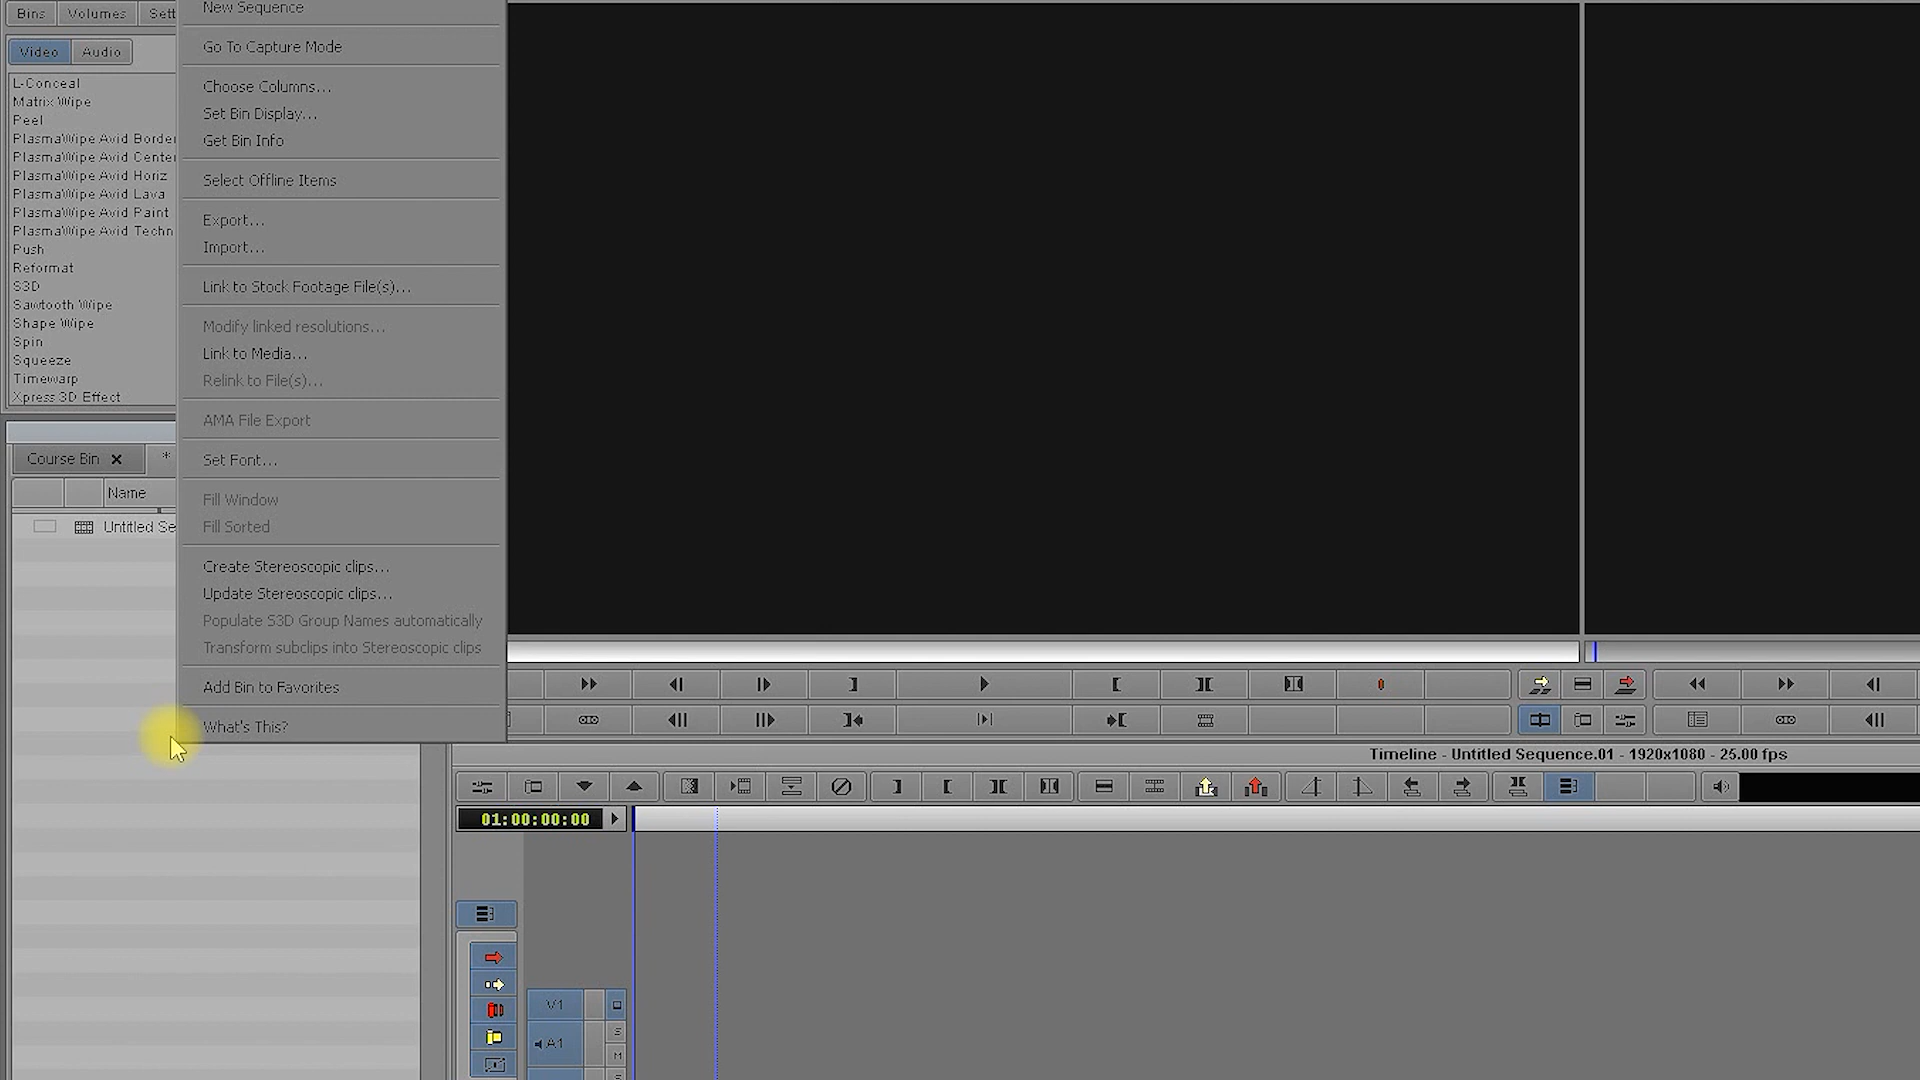 Bins Volumes Sett
Video Audio
L-Conceal
Matrix Wipe
Peel
PlasmaWipe Avid Border
PlasmaWipe Avid Center
PlasmaWipe Avid Horiz
PlasmaWipe Avid Lava
PlasmaWipe Avid Paint
PlasmaWipe Avid Techn
Push
Reformat
S3D
Sawtooth Wipe
Shape Wipe
Spin
Squeeze
Timewarp
Xpress 3D Effect
Course Bin
*
Name
Untitled Se
New Sequence
Go To Capture Mode
Choose Columns...
Set Bin Display...
Get Bin Info
Select Offline Items
Export...
Import...
Link to Stock Footage File(s)...
Modify linked resolutions...
Link to Media...
Relink to File(s)...
AMA File Export
Set Font...
Fill Window
Fill Sorted
Create Stereoscopic clips...
Update Stereoscopic clips...
Populate S3D Group Names automatically
Transform subclips into Stereoscopic clips
Add Bin to Favorites
What's This?
Timeline - Untitled Sequence.01 - 1920x1080 - 25.00 fps
01:00:00:00
V1
A1
S
M
S